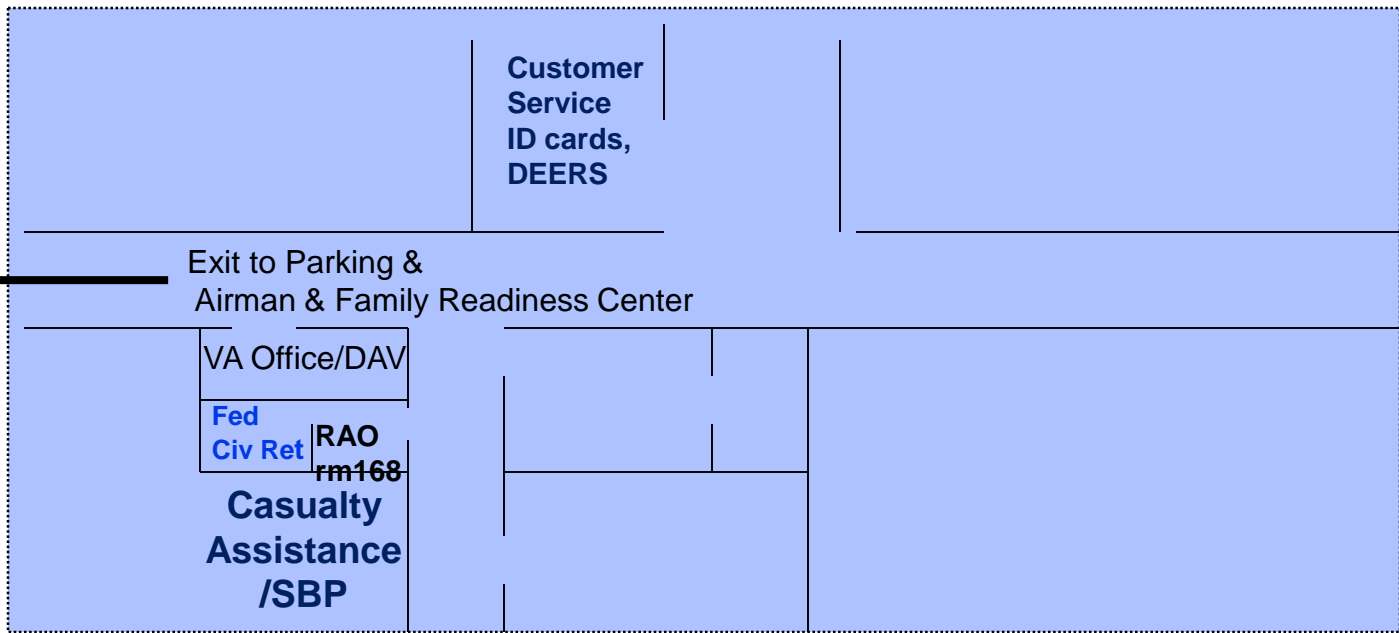 Customer
Service
ID cards,
DEERS
Exit to Parking &
Airman & Family Readiness Center
VA Office/DAV
Fed
Civ Ret
RAO
rm168
Casualty
Assistance
/SBP